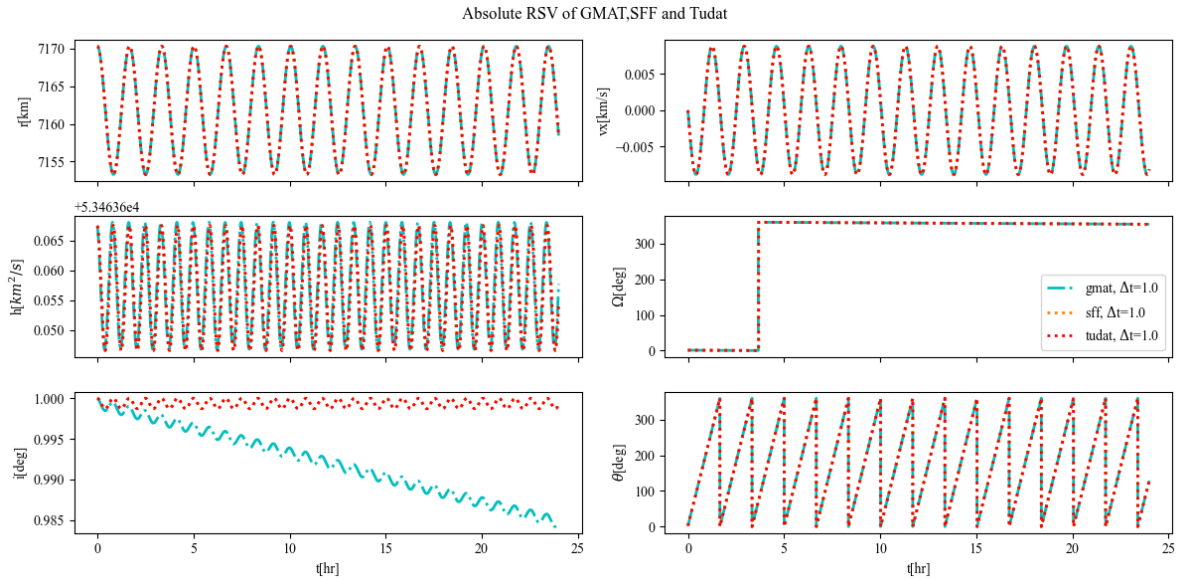 Absolute RSV of GMAT,SFF and Tudat
7170
7165
7160
7155
r[km]
0.005
0.000
−0.005
vx[km/s]
+5.34636e4
0.065
0.060
0.055
0.050
h[km²/s]
300
200
100
0
Ω[deg]
gmat, Δt=1.0
sff, Δt=1.0
tudat, Δt=1.0
1.000
0.995
0.990
0.985
i[deg]
0 5 10 15 20 25
t[hr]
300
200
100
0
θ[deg]
0 5 10 15 20 25
t[hr]